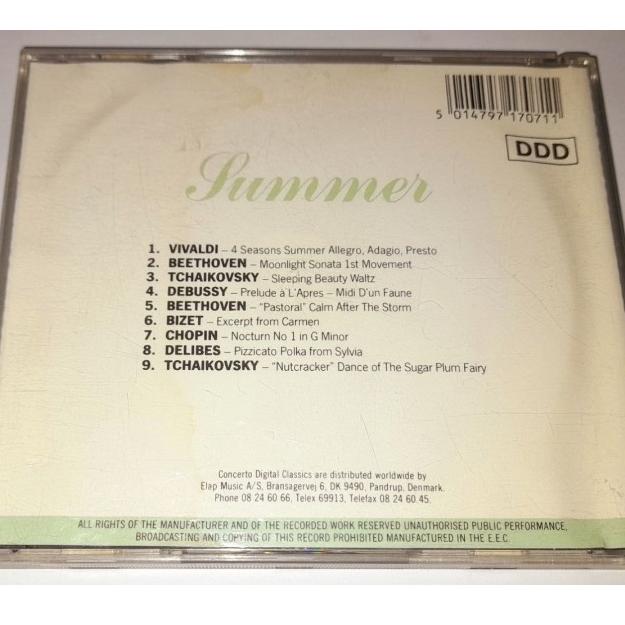 5 014797 170711
DDD
Summer
1. VIVALDI – 4 Seasons Summer Allegro, Adagio, Presto
2. BEETHOVEN – Moonlight Sonata 1st Movement
3. TCHAIKOVSKY – Sleeping Beauty Waltz
4. DEBUSSY – Prelude à L'Apres – Midi D'un Faune
5. BEETHOVEN – "Pastoral" Calm After The Storm
6. BIZET – Excerpt from Carmen
7. CHOPIN – Nocturn No 1 in G Minor
8. DELIBES – Pizzicato Polka from Sylvia
9. TCHAIKOVSKY – "Nutcracker" Dance of The Sugar Plum Fairy
Concerto Digital Classics are distributed worldwide by
Elap Music A/S, Bransagervej 6, DK 9490, Pandrup, Denmark.
Phone 08 24 60 66, Telex 69913, Telefax 08 24 60 45.
ALL RIGHTS OF THE MANUFACTURER AND OF THE RECORDED WORK RESERVED UNAUTHORISED PUBLIC PERFORMANCE,
BROADCASTING AND COPYING OF THIS RECORD PROHIBITED MANUFACTURED IN THE E.E.C.